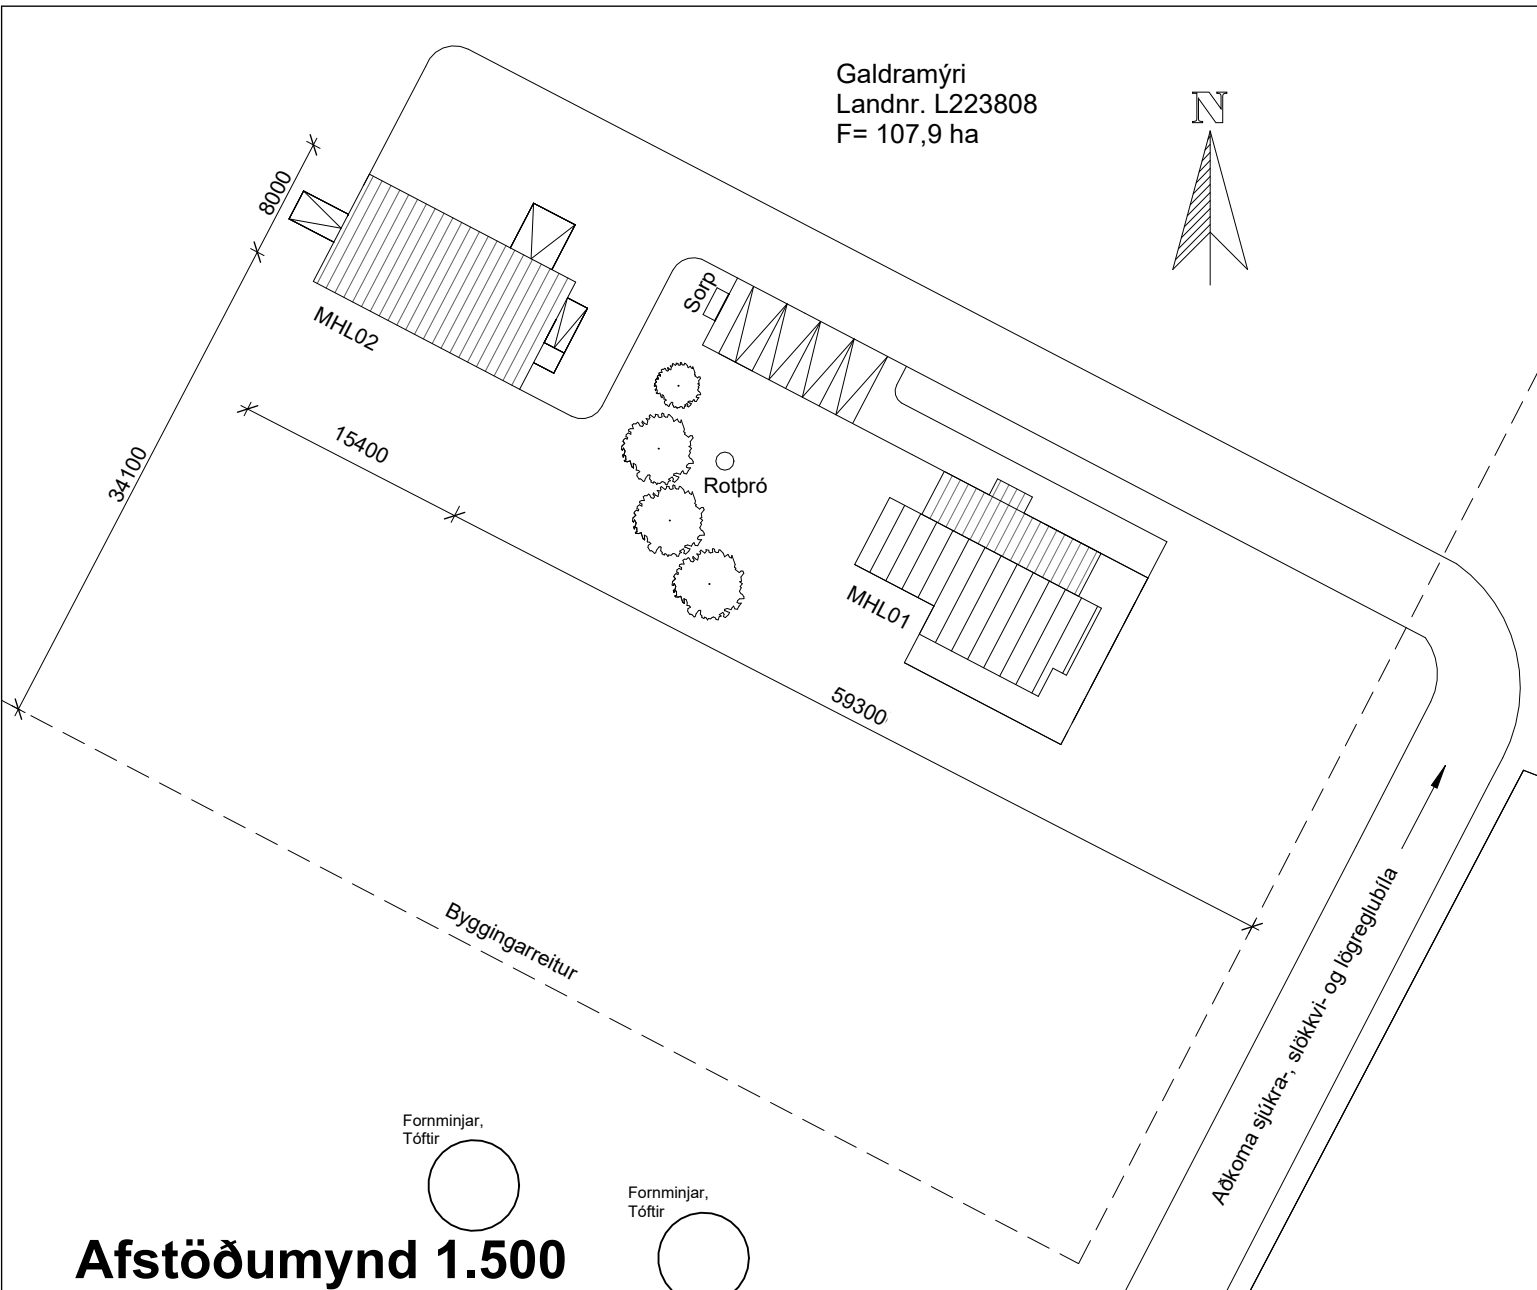 Galdramýri
Landnr. L223808
F= 107,9 ha
N
8000
Sorp
MHL02
15400
34100
Rotþró
MHL01
59300
Byggingarreitur
Aðkoma sjúkra-, slökkvi- og lögreglubíla
Fornminjar,
Tóftir
Fornminjar,
Tóftir
Afstöðumynd 1.500